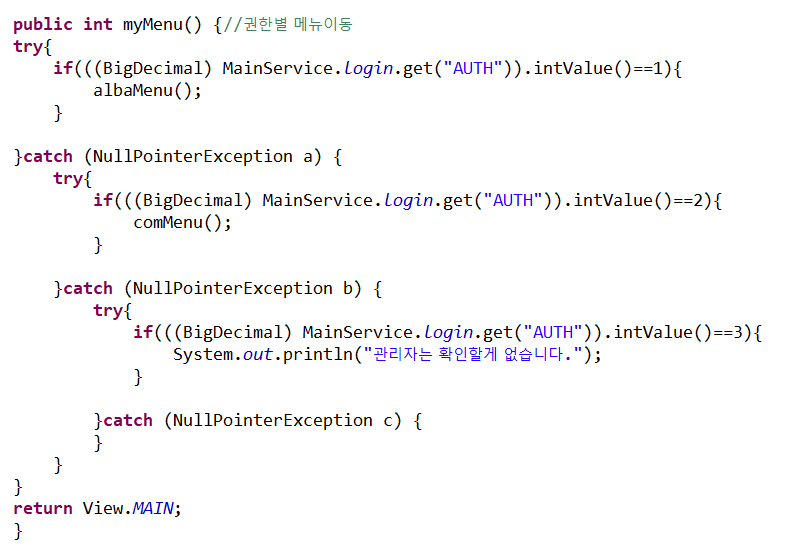 public int myMenu() {//권한별 메뉴이동
try{
    if(((BigDecimal) MainService.login.get("AUTH")).intValue()==1){
        albaMenu();
    }

}catch (NullPointerException a) {
    try{
        if(((BigDecimal) MainService.login.get("AUTH")).intValue()==2){
            comMenu();
        }

    }catch (NullPointerException b) {
        try{
            if(((BigDecimal) MainService.login.get("AUTH")).intValue()==3){
                System.out.println("관리자는 확인할게 없습니다.");
            }

        }catch (NullPointerException c) {
        }
    }
}
return View.MAIN;
}